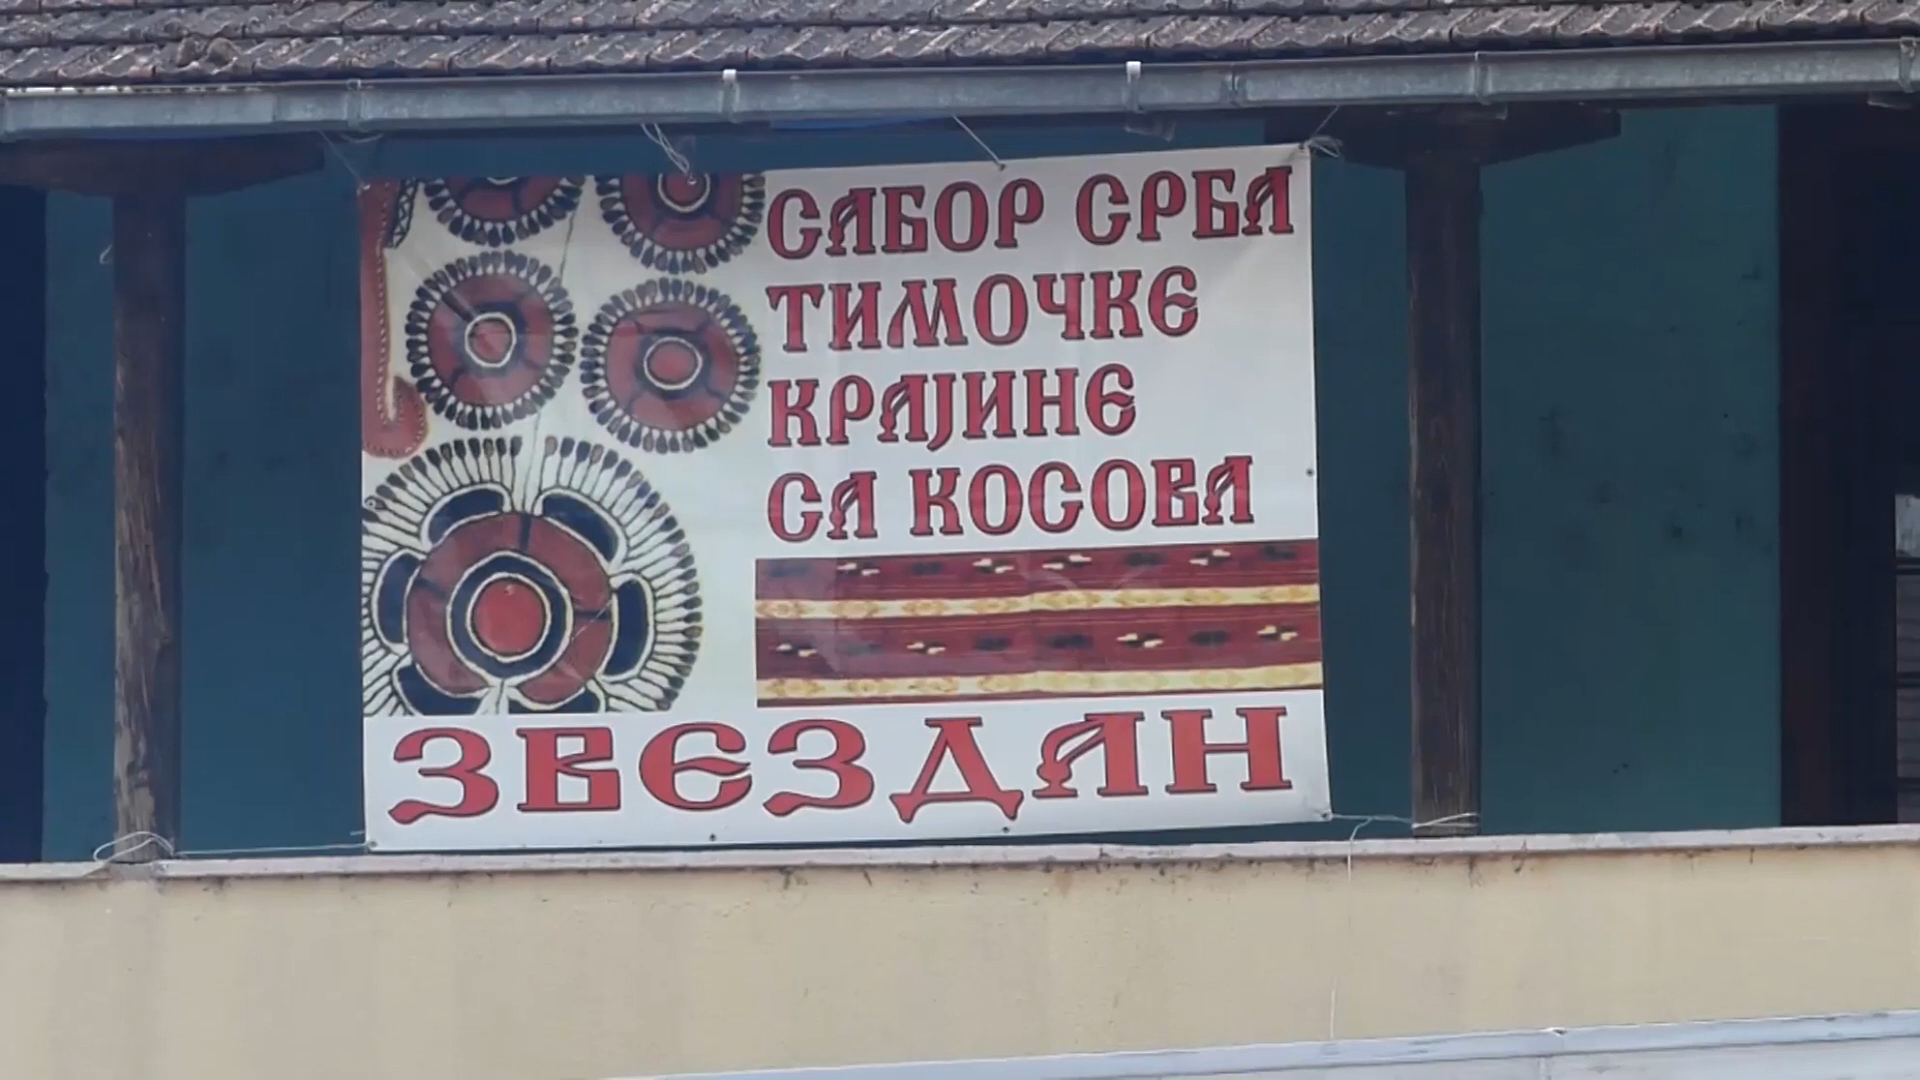 САБОР СРБА
ТИМОЧКЕ
КРАЈИНЕ
СА КОСОВА
ЗВЕЗДАН